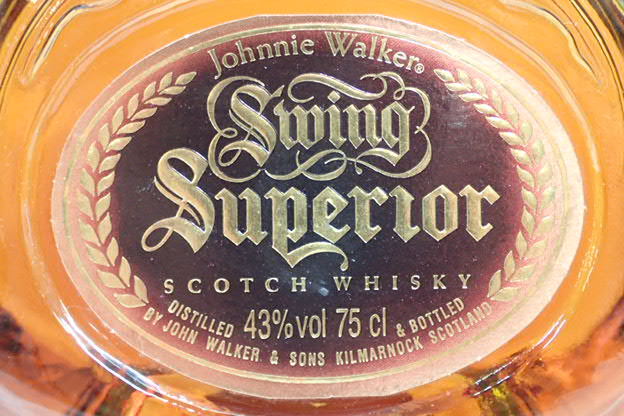 Johnnie Walker®
Swing
Superior
SCOTCH WHISKY
DISTILLED 43%vol 75 cl & BOTTLED
BY JOHN WALKER & SONS KILMARNOCK SCOTLAND